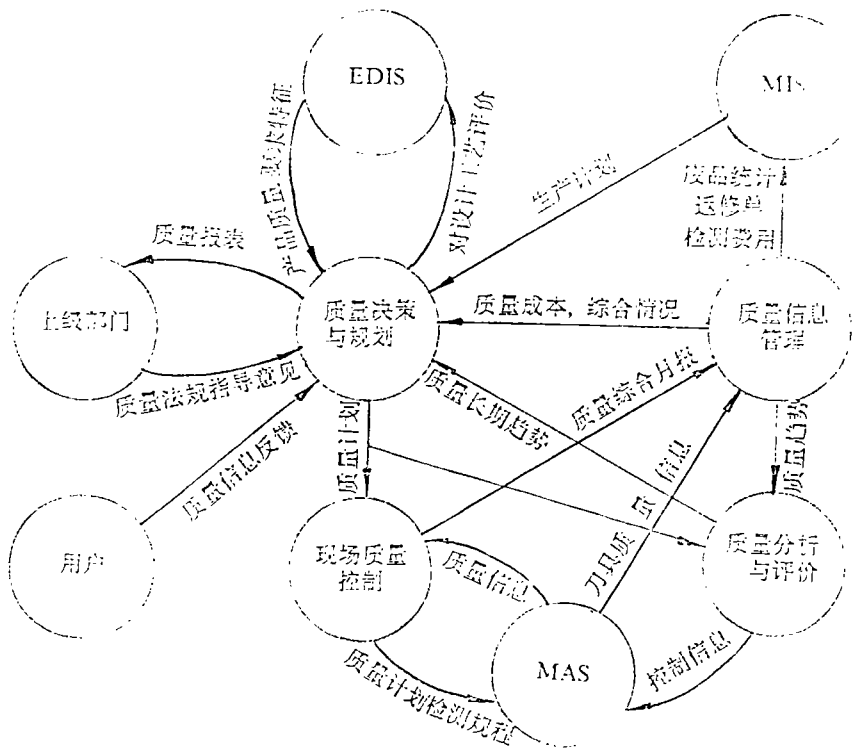 EDIS
MIS
产品质量要求特征
对设计工艺评价
生产计划
废品统计
返修单
检测费用
质量报表
上级部门
质量决策
与规划
质量成本, 综合情况
质量信息
管理
质量法规指导意见
质量信息反馈
质量计划
质量长期趋势
质量综合月报
刀具质量信息
质量趋势
用户
现场质量
控制
质量信息
质量分析
与评价
MAS
控制信息
质量计划检测规程